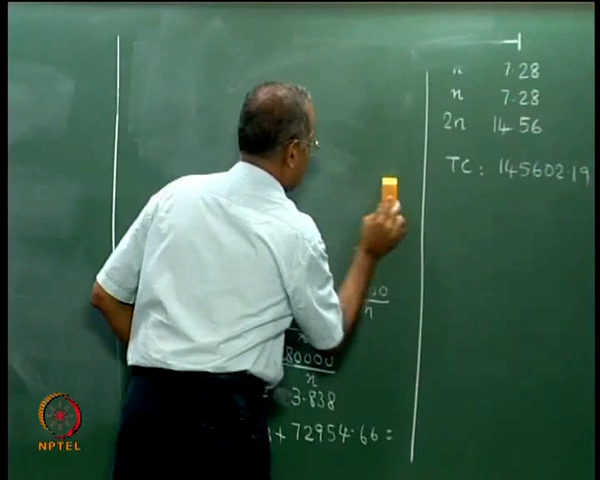 n 7.28
n 7.28
2n 14.56
TC: 145602.19
n
80000
n
3.838
+ 72954.66 =
NPTEL